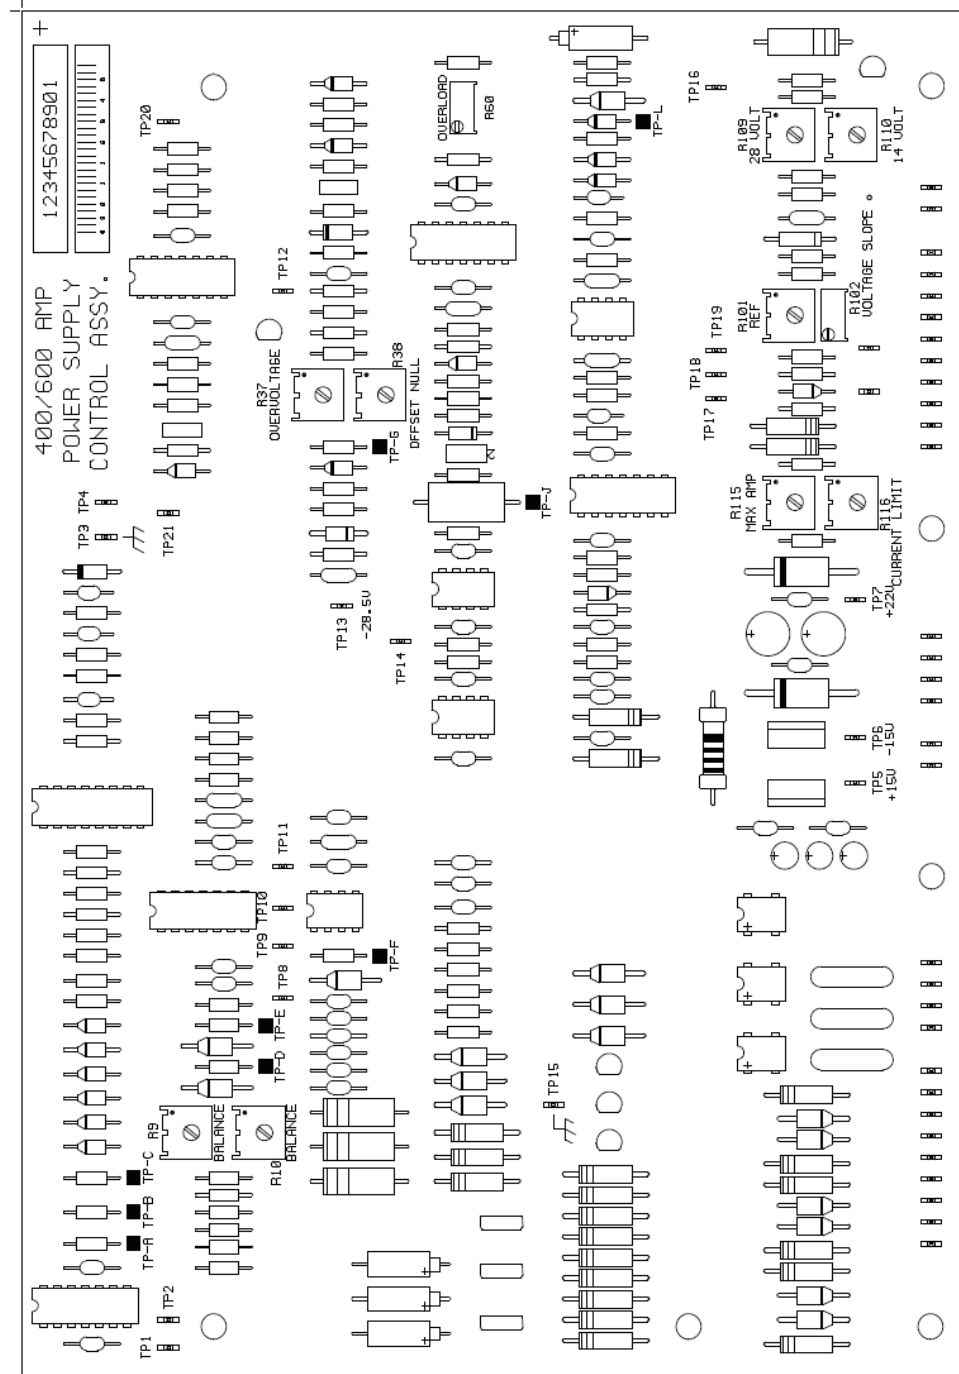 12345678901
400/600 AMP
POWER SUPPLY
CONTROL ASSY.
TP20
TP12
OVERLOAD
R60
TP-L
TP16
R109
28 VOLT
R110
14 VOLT
VOLTAGE SLOPE
R102
R101
REF
TP19
TP18
TP17
R37
OVERVOLTAGE
R38
OFFSET NULL
TP-G
TP-J
2
TP4
TP3
TP21
TP13
-28.5V
TP14
R115
MAX AMP
R116
CURRENT LIMIT
TP7
+22V
TP6
-15V
TP5
+15V
TP11
TP10
TP9
TP8
TP-F
TP-E
TP-D
R9
BALANCE
R10
BALANCE
TP-C
TP-B
TP-A
TP15
TP2
TP1